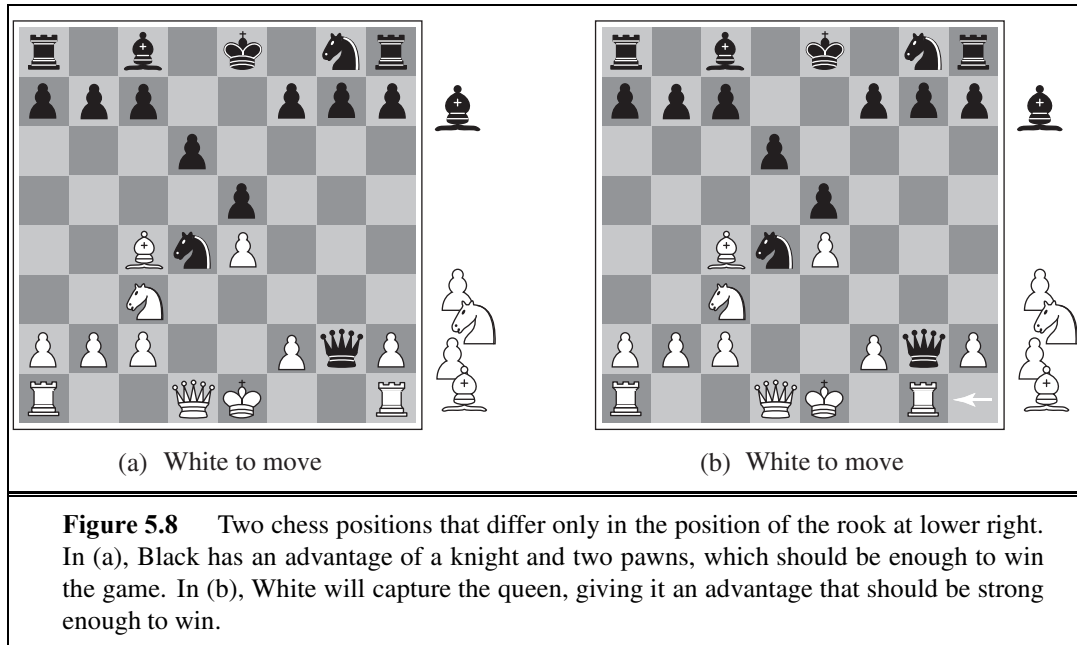 (a) White to move
(b) White to move
Figure 5.8 Two chess positions that differ only in the position of the rook at lower right.
In (a), Black has an advantage of a knight and two pawns, which should be enough to win
the game. In (b), White will capture the queen, giving it an advantage that should be strong
enough to win.